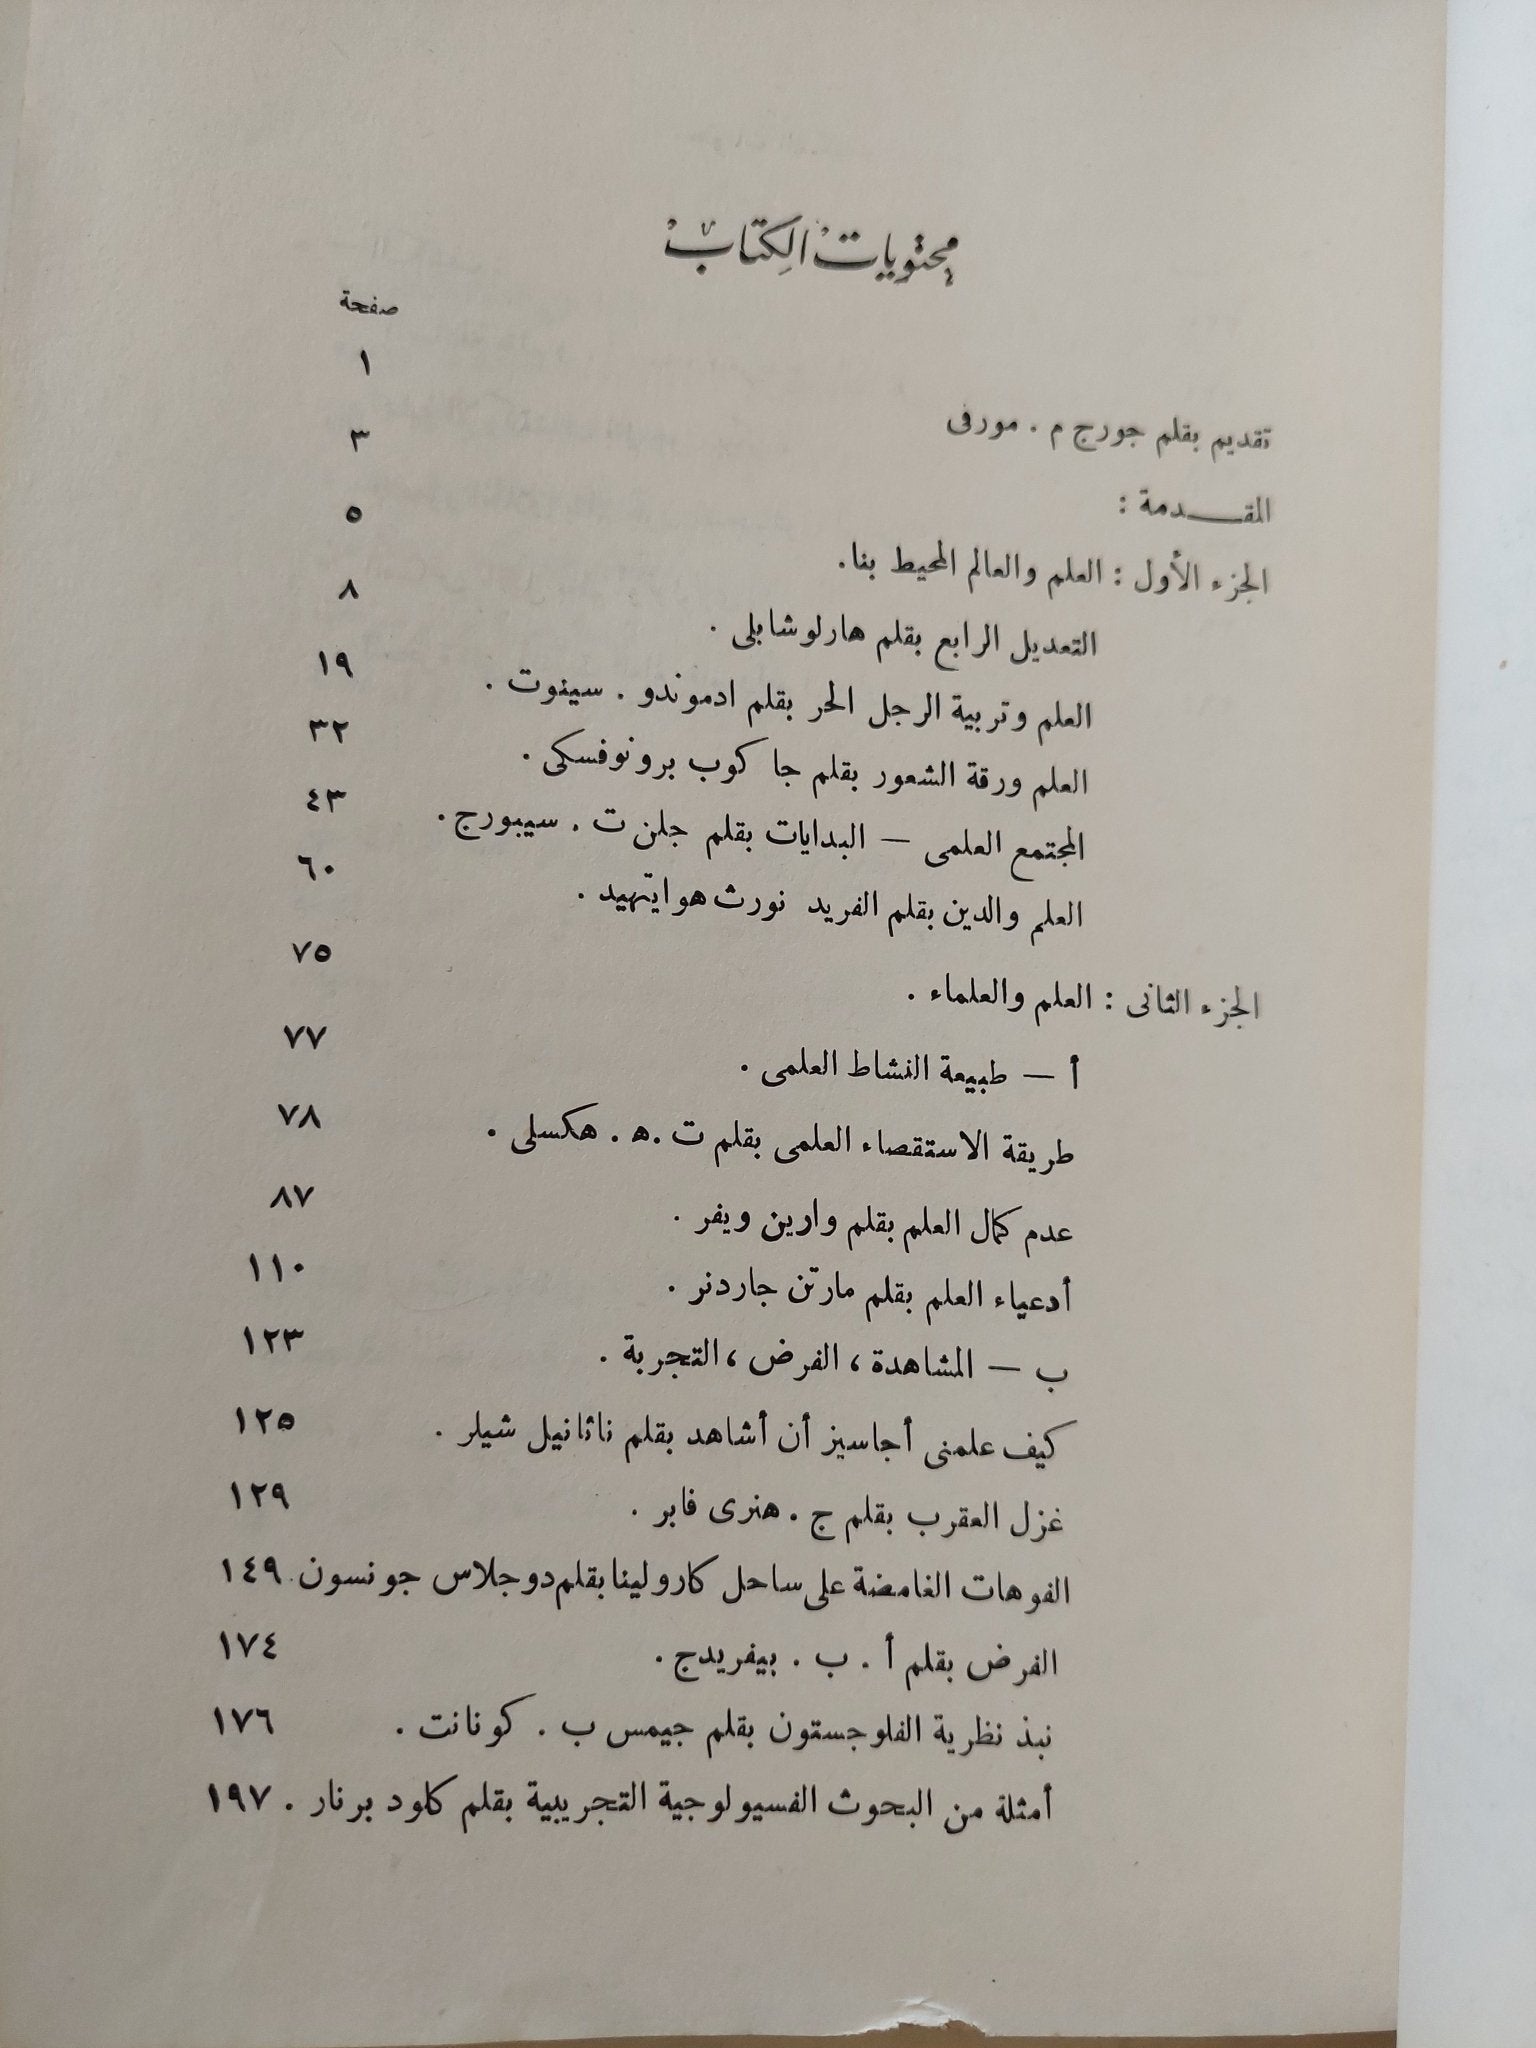 محتويات الكتاب
صفحة
تقديم بقلم جورج م . مورفى ١
المقـــدمة : ٣
الجزء الأول : العلم والعالم المحيط بنا. ٥
التعديل الرابع بقلم هارلوشابلى . ٨
العلم وتربية الرجل الحر بقلم ادموندو . سينوت . ١٩
العلم ورقة الشعور بقلم جا كوب برونوفسكى . ٣٢
المجتمع العلمى — البدايات بقلم جلن ت . سيبورج . ٤٣
العلم والدين بقلم الفريد نورث هوايتهيد . ٦٠
الجزء الثانى : العلم والعلماء . ٧٥
أ — طبيعة النشاط العلمى . ٧٧
طريقة الاستقصاء العلمى بقلم ت .ه . هكسلى . ٧٨
عدم كمال العلم بقلم وارين ويفر . ٨٧
أدعياء العلم بقلم مارتن جاردنر . ١١٠
ب — المشاهدة ، الفرض ، التجربة . ١٢٣
كيف علمنى أجاسيز أن أشاهد بقلم ناثانيل شيلر . ١٢٥
غزل العقرب بقلم ج . هنرى فابر . ١٢٩
الفوهات الغامضة على ساحل كارولينا بقلم دوجلاس جونسون . ١٤٩
الفرض بقلم أ . ب . بيفريدج . ١٧٤
نبذ نظرية الفلوجستون بقلم جيمس ب . كونانت . ١٧٦
أمثلة من البحوث الفسيولوجية التجريبية بقلم كلود برنار . ١٩٧